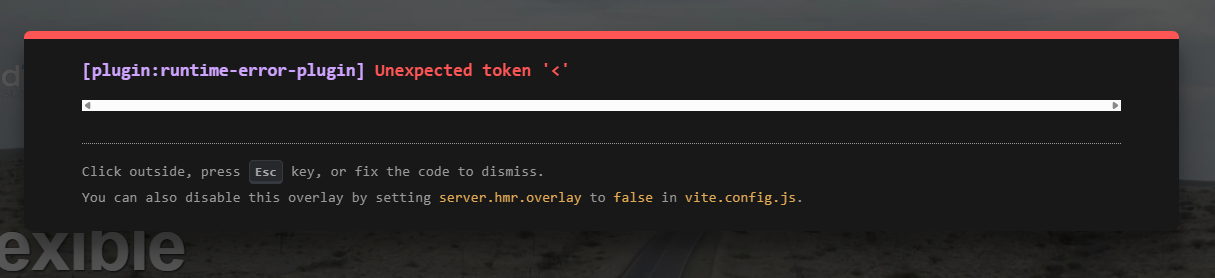 [plugin:runtime-error-plugin] Unexpected token '<'
Click outside, press Esc key, or fix the code to dismiss.
You can also disable this overlay by setting server.hmr.overlay to false in vite.config.js.
exible